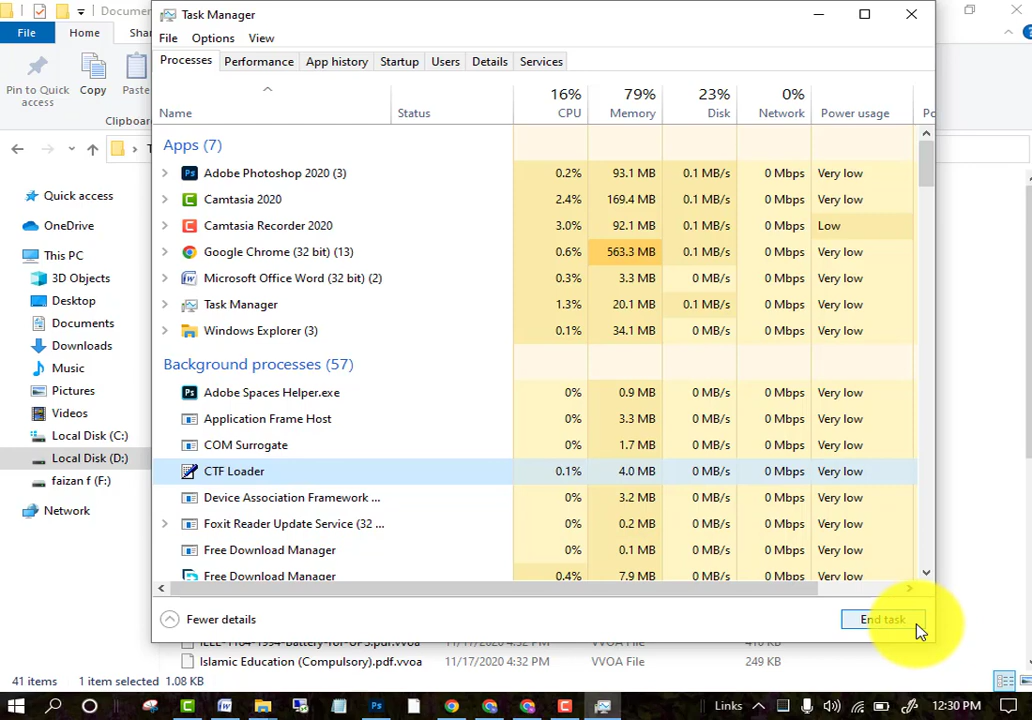 Documen
Task Manager
File
Home
Shar
File Options View
Processes Performance App history Startup Users Details Services
Pin to Quick access
Copy
Paste
Clipboar
16% 79% 23% 0%
Name Status CPU Memory Disk Network Power usage Po
Apps (7)
Adobe Photoshop 2020 (3) 0.2% 93.1 MB 0.1 MB/s 0 Mbps Very low
Camtasia 2020 2.4% 169.4 MB 0.1 MB/s 0 Mbps Very low
Camtasia Recorder 2020 3.0% 92.1 MB 0.1 MB/s 0 Mbps Low
Google Chrome (32 bit) (13) 0.6% 563.3 MB 0.1 MB/s 0 Mbps Very low
Microsoft Office Word (32 bit) (2) 0.3% 3.3 MB 0 MB/s 0 Mbps Very low
Task Manager 1.3% 20.1 MB 0.1 MB/s 0 Mbps Very low
Windows Explorer (3) 0.1% 34.1 MB 0 MB/s 0 Mbps Very low
Background processes (57)
Adobe Spaces Helper.exe 0% 0.9 MB 0 MB/s 0 Mbps Very low
Application Frame Host 0% 3.3 MB 0 MB/s 0 Mbps Very low
COM Surrogate 0% 1.7 MB 0 MB/s 0 Mbps Very low
CTF Loader 0.1% 4.0 MB 0 MB/s 0 Mbps Very low
Device Association Framework ... 0% 3.2 MB 0 MB/s 0 Mbps Very low
Foxit Reader Update Service (32 ... 0% 0.2 MB 0 MB/s 0 Mbps Very low
Free Download Manager 0% 0.1 MB 0 MB/s 0 Mbps Very low
Free Download Manager 0.4% 7.9 MB 0 MB/s 0 Mbps Very low
Fewer details
End task
Quick access
OneDrive
This PC
3D Objects
Desktop
Documents
Downloads
Music
Pictures
Videos
Local Disk (C:)
Local Disk (D:)
faizan f (F:)
Network
Islamic Education (Compulsory).pdf.vvoa 11/17/2020 4:32 PM VVOA File 249 KB
41 items 1 item selected 1.08 KB
Links
12:30 PM